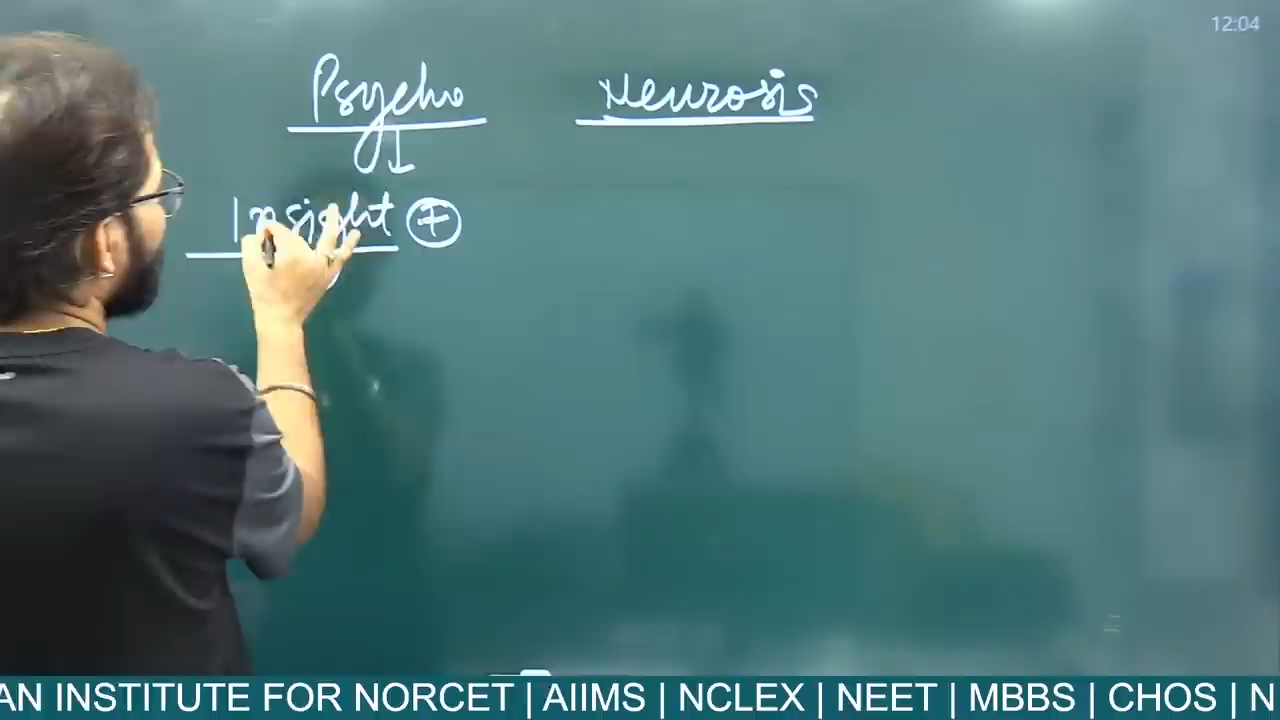 12:04
Psycho Neurosis
Insight +
AN INSTITUTE FOR NORCET | AIIMS | NCLEX | NEET | MBBS | CHOS | N